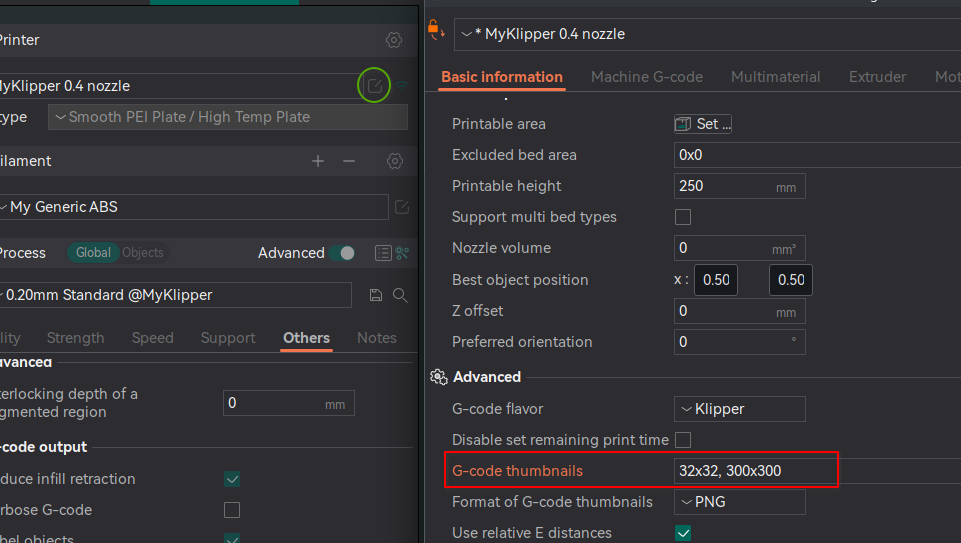 Printer
MyKlipper 0.4 nozzle
type
Smooth PEI Plate / High Temp Plate
ilament
My Generic ABS
Process
Global
Objects
Advanced
0.20mm Standard @MyKlipper
lity
Strength
Speed
Support
Others
Notes
dvanced
terlocking depth of a
gmented region
0
mm
-code output
duce infill retraction
rbose G-code
bel objects
* MyKlipper 0.4 nozzle
Basic information
Machine G-code
Multimaterial
Extruder
Mot
Printable area
Set ...
Excluded bed area
0x0
Printable height
250
mm
Support multi bed types
Nozzle volume
0
mm³
Best object position
x :
0.50
0.50
Z offset
0
mm
Preferred orientation
0
°
Advanced
G-code flavor
Klipper
Disable set remaining print time
G-code thumbnails
32x32, 300x300
Format of G-code thumbnails
PNG
Use relative E distances